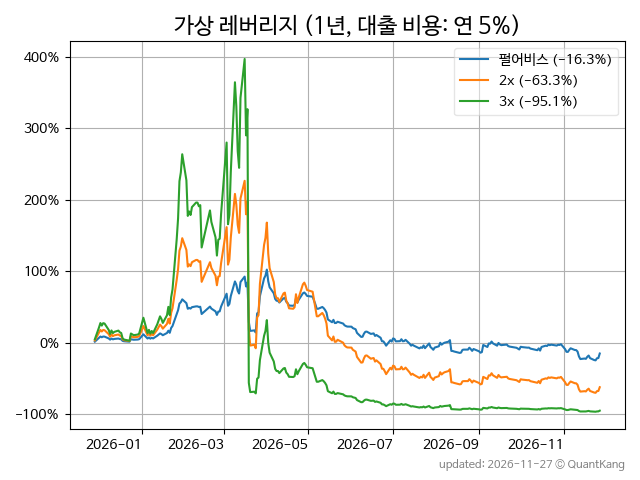 가상 레버리지 (1년, 대출 비용: 연 5%)
펄어비스 (-16.3%)
2x (-63.3%)
3x (-95.1%)
400%
300%
200%
100%
0%
-100%
2026-01 2026-03 2026-05 2026-07 2026-09 2026-11
updated: 2026-11-27 © QuantKang